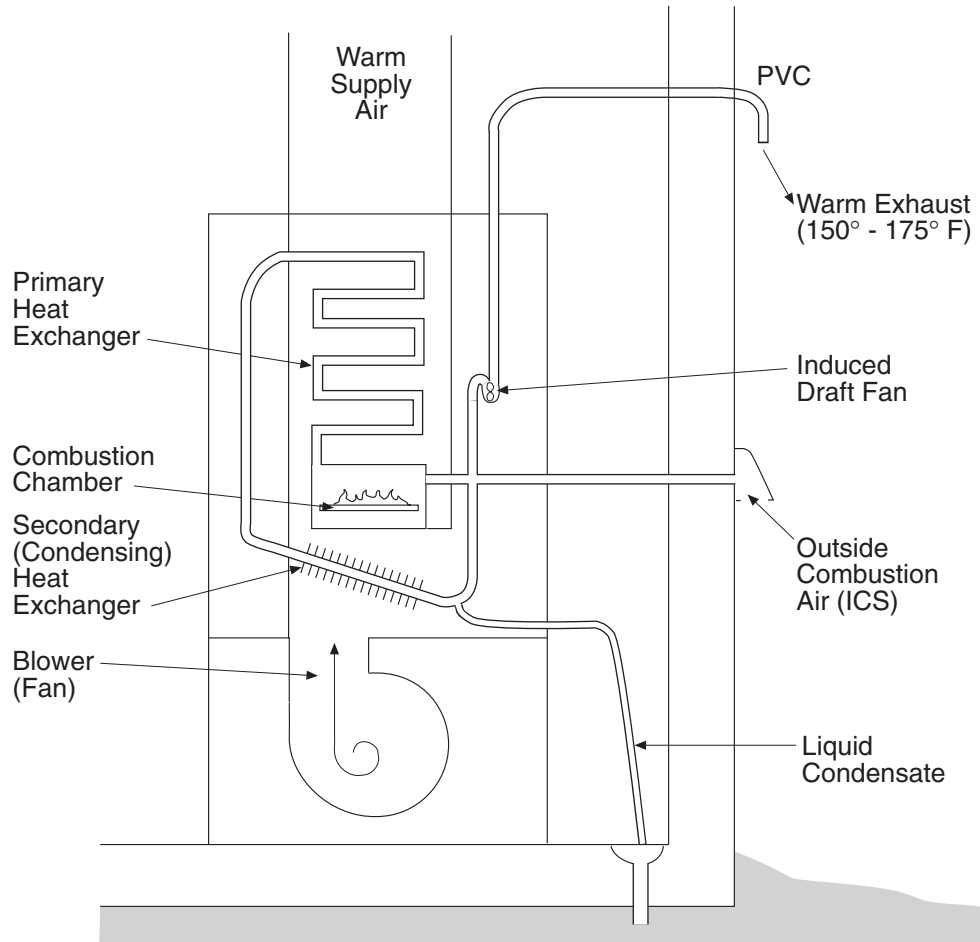 Warm
Supply
Air
PVC
Warm Exhaust
(150° - 175° F)
Primary
Heat
Exchanger
Induced
Draft Fan
Combustion
Chamber
Secondary
(Condensing)
Heat
Exchanger
Outside
Combustion
Air (ICS)
Blower
(Fan)
Liquid
Condensate